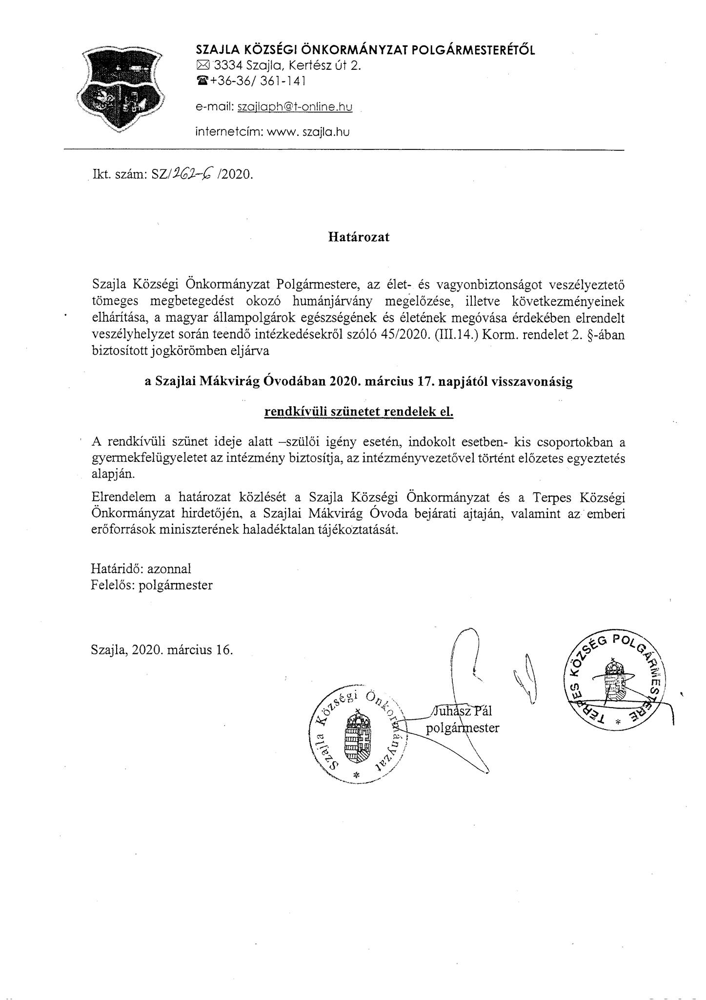 SZAJLA KÖZSÉGI ÖNKORMÁNYZAT POLGÁRMESTERÉTŐL
3334 Szajla, Kertész út 2.
+36-36/ 361-141
e-mail: szajlaph@t-online.hu
internetcím: www. szajla.hu
Ikt. szám: SZ/262-6 /2020.
Határozat
Szajla Községi Önkormányzat Polgármestere, az élet- és vagyonbiztonságot veszélyeztető
tömeges megbetegedést okozó humánjárvány megelőzése, illetve következményeinek
elhárítása, a magyar állampolgárok egészségének és életének megóvása érdekében elrendelt
veszélyhelyzet során teendő intézkedésekről szóló 45/2020. (III.14.) Korm. rendelet 2. §-ában
biztosított jogkörömben eljárva
a Szajlai Mákvirág Óvodában 2020. március 17. napjától visszavonásig
rendkívüli szünetet rendelek el.
A rendkívüli szünet ideje alatt –szülői igény esetén, indokolt esetben- kis csoportokban a
gyermekfelügyeletet az intézmény biztosítja, az intézményvezetővel történt előzetes egyeztetés
alapján.
Elrendelem a határozat közlését a Szajla Községi Önkormányzat és a Terpes Községi
Önkormányzat hirdetőjén, a Szajlai Mákvirág Óvoda bejárati ajtaján, valamint az emberi
erőforrások miniszterének haladéktalan tájékoztatását.
Határidő: azonnal
Felelős: polgármester
Szajla, 2020. március 16.
Juhász Pál
polgármester
Szajla Községi Önkormányzat *
TERPES KÖZSÉG POLGÁRMESTERE *